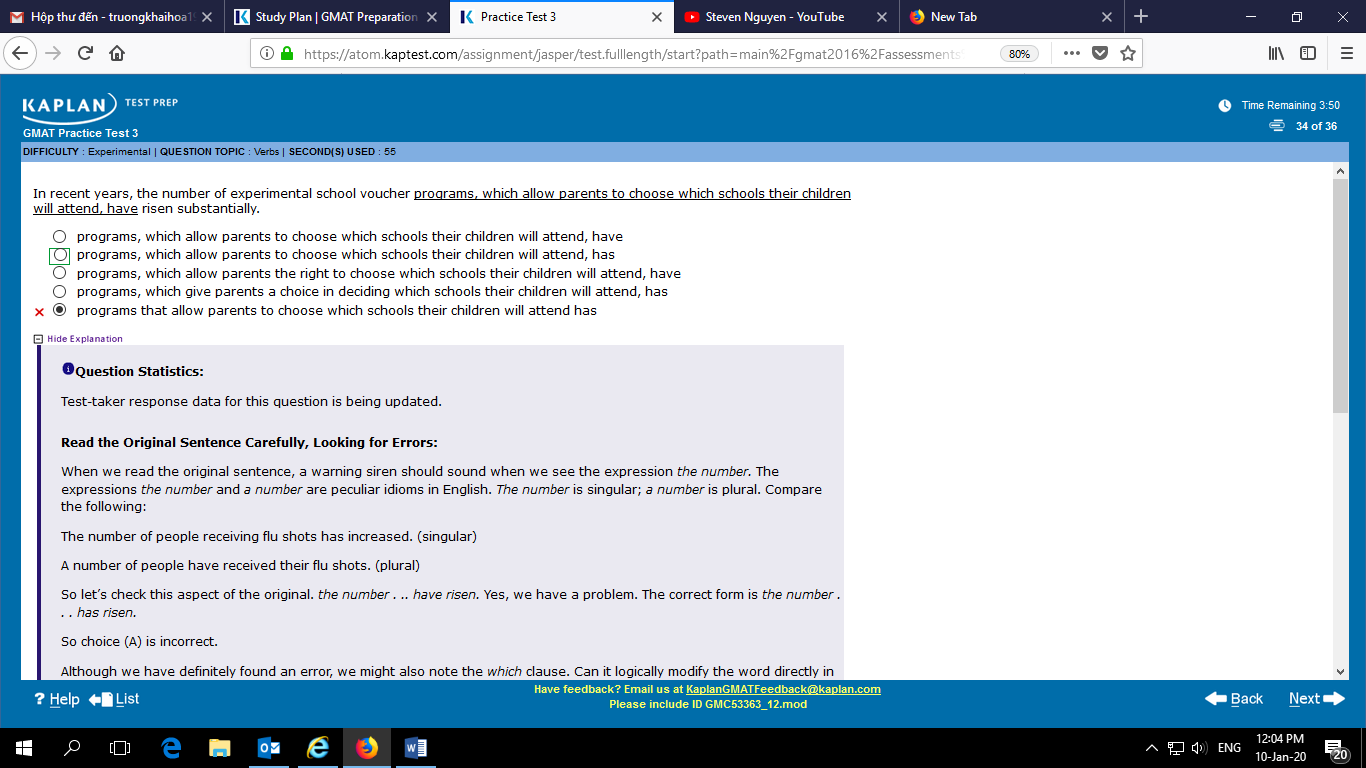 Hộp thư đến - truongkhaihoa1
Study Plan | GMAT Preparation
Practice Test 3
Steven Nguyen - YouTube
New Tab
https://atom.kaptest.com/assignment/jasper/test.fulllength/start?path=main%2Fgmat2016%2Fassessments
80%
KAPLAN TEST PREP
Time Remaining 3:50
GMAT Practice Test 3
34 of 36
DIFFICULTY : Experimental | QUESTION TOPIC : Verbs | SECOND(S) USED : 55
In recent years, the number of experimental school voucher programs, which allow parents to choose which schools their children
will attend, have risen substantially.
programs, which allow parents to choose which schools their children will attend, have
programs, which allow parents to choose which schools their children will attend, has
programs, which allow parents the right to choose which schools their children will attend, have
programs, which give parents a choice in deciding which schools their children will attend, has
programs that allow parents to choose which schools their children will attend has
Hide Explanation
Question Statistics:
Test-taker response data for this question is being updated.
Read the Original Sentence Carefully, Looking for Errors:
When we read the original sentence, a warning siren should sound when we see the expression the number. The
expressions the number and a number are peculiar idioms in English. The number is singular; a number is plural. Compare
the following:
The number of people receiving flu shots has increased. (singular)
A number of people have received their flu shots. (plural)
So let's check this aspect of the original. the number . .. have risen. Yes, we have a problem. The correct form is the number .
. . has risen.
So choice (A) is incorrect.
Although we have definitely found an error, we might also note the which clause. Can it logically modify the word directly in
? Help
List
Have feedback? Email us at KaplanGMATFeedback@kaplan.com
Please include ID GMC53363_12.mod
Back
Next
ENG
12:04 PM
10-Jan-20
20